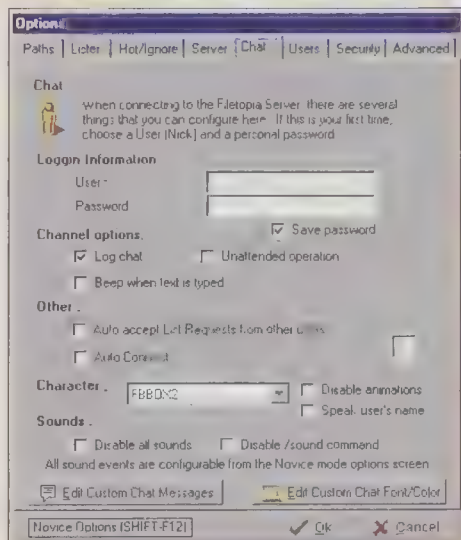 Options
Paths Lister Hot/Ignore Server Chat Users Security Advanced
Chat
When connecting to the Filetopia Server, there are several
things that you can configure here. If this is your first time,
choose a User [Nick] and a personal password
Loggin Information
User
Password
Save password
Channel options.
Log chat Unattended operation
Beep when text is typed
Other .
Auto accept List Requests from other users
Auto Connect
Character .
Disable animations
Speak user's name
Sounds .
Disable all sounds Disable /sound command
All sound events are configurable from the Novice mode options screen
Edit Custom Chat Messages Edit Custom Chat Font/Color
Novice Options (SHIFT-F12) Ok Cancel